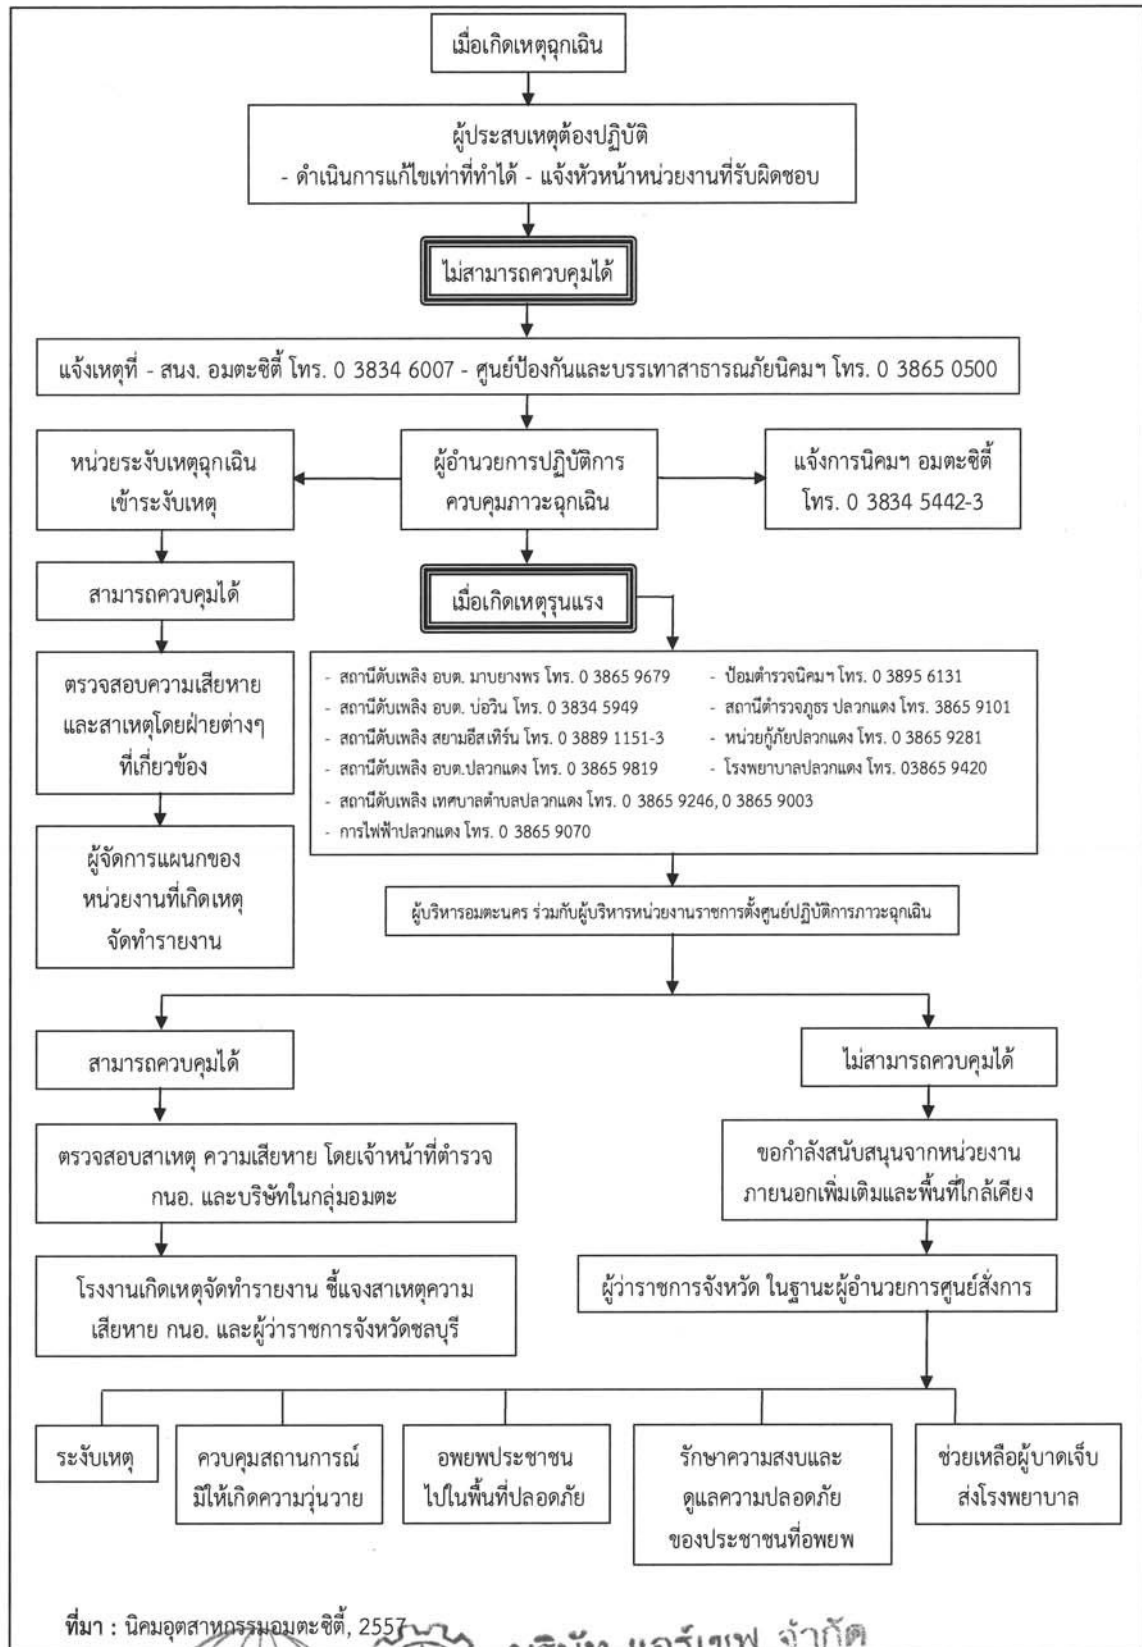 เมื่อเกิดเหตุฉุกเฉิน
ผู้ประสบเหตุต้องปฏิบัติ
- ดำเนินการแก้ไขเท่าที่ทำได้ - แจ้งหัวหน้าหน่วยงานที่รับผิดชอบ
ไม่สามารถควบคุมได้
แจ้งเหตุที่ - สนง. อมตะซิตี้ โทร. 0 3834 6007 - ศูนย์ป้องกันและบรรเทาสาธารณภัยนิคมฯ โทร. 0 3865 0500
หน่วยระงับเหตุฉุกเฉิน
เข้าระงับเหตุ
ผู้อำนวยการปฏิบัติการ
ควบคุมภาวะฉุกเฉิน
แจ้งการนิคมฯ อมตะซิตี้
โทร. 0 3834 5442-3
สามารถควบคุมได้
เมื่อเกิดเหตุรุนแรง
ตรวจสอบความเสียหาย
และสาเหตุโดยฝ่ายต่างๆ
ที่เกี่ยวข้อง
- สถานีดับเพลิง อบต. มาบยางพร โทร. 0 3865 9679
- สถานีดับเพลิง อบต. บ่อวิน โทร. 0 3834 5949
- สถานีดับเพลิง สยามอีสเทิร์น โทร. 0 3889 1151-3
- สถานีดับเพลิง อบต.ปลวกแดง โทร. 0 3865 9819
- สถานีดับเพลิง เทศบาลตำบลปลวกแดง โทร. 0 3865 9246, 0 3865 9003
- การไฟฟ้าปลวกแดง โทร. 0 3865 9070
- ป้อมตำรวจนิคมฯ โทร. 0 3895 6131
- สถานีตำรวจภูธร ปลวกแดง โทร. 3865 9101
- หน่วยกู้ภัยปลวกแดง โทร. 0 3865 9281
- โรงพยาบาลปลวกแดง โทร. 03865 9420
ผู้จัดการแผนกของ
หน่วยงานที่เกิดเหตุ
จัดทำรายงาน
ผู้บริหารอมตะนคร ร่วมกับผู้บริหารหน่วยงานราชการตั้งศูนย์ปฏิบัติการภาวะฉุกเฉิน
สามารถควบคุมได้
ไม่สามารถควบคุมได้
ตรวจสอบสาเหตุ ความเสียหาย โดยเจ้าหน้าที่ตำรวจ
กนอ. และบริษัทในกลุ่มอมตะ
ขอกำลังสนับสนุนจากหน่วยงาน
ภายนอกเพิ่มเติมและพื้นที่ใกล้เคียง
โรงงานเกิดเหตุจัดทำรายงาน ชี้แจงสาเหตุความ
เสียหาย กนอ. และผู้ว่าราชการจังหวัดชลบุรี
ผู้ว่าราชการจังหวัด ในฐานะผู้อำนวยการศูนย์สั่งการ
ระงับเหตุ
ควบคุมสถานการณ์
มิให้เกิดความวุ่นวาย
อพยพประชาชน
ไปในพื้นที่ปลอดภัย
รักษาความสงบและ
ดูแลความปลอดภัย
ของประชาชนที่อพยพ
ช่วยเหลือผู้บาดเจ็บ
ส่งโรงพยาบาล
ที่มา : นิคมอุตสาหกรรมอมตะซิตี้, 2557
จำกัด